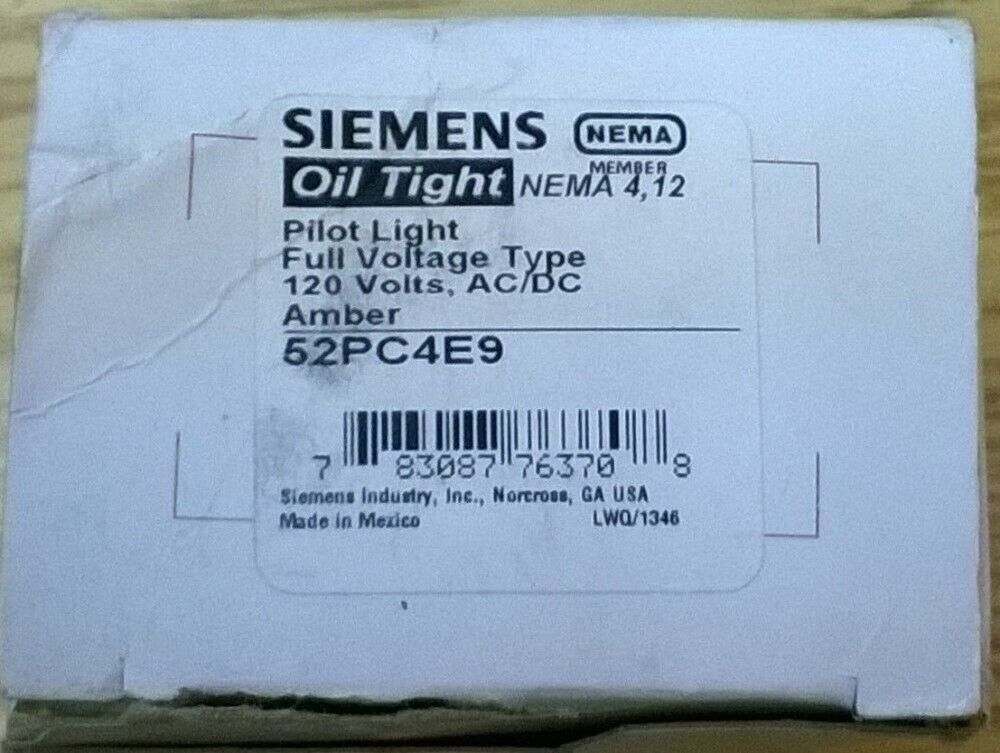 SIEMENS NEMA
MEMBER
Oil Tight NEMA 4,12
Pilot Light
Full Voltage Type
120 Volts, AC/DC
Amber
52PC4E9
7 83087 76370 8
Siemens Industry, Inc., Norcross, GA USA
Made in Mexico LWQ/1346